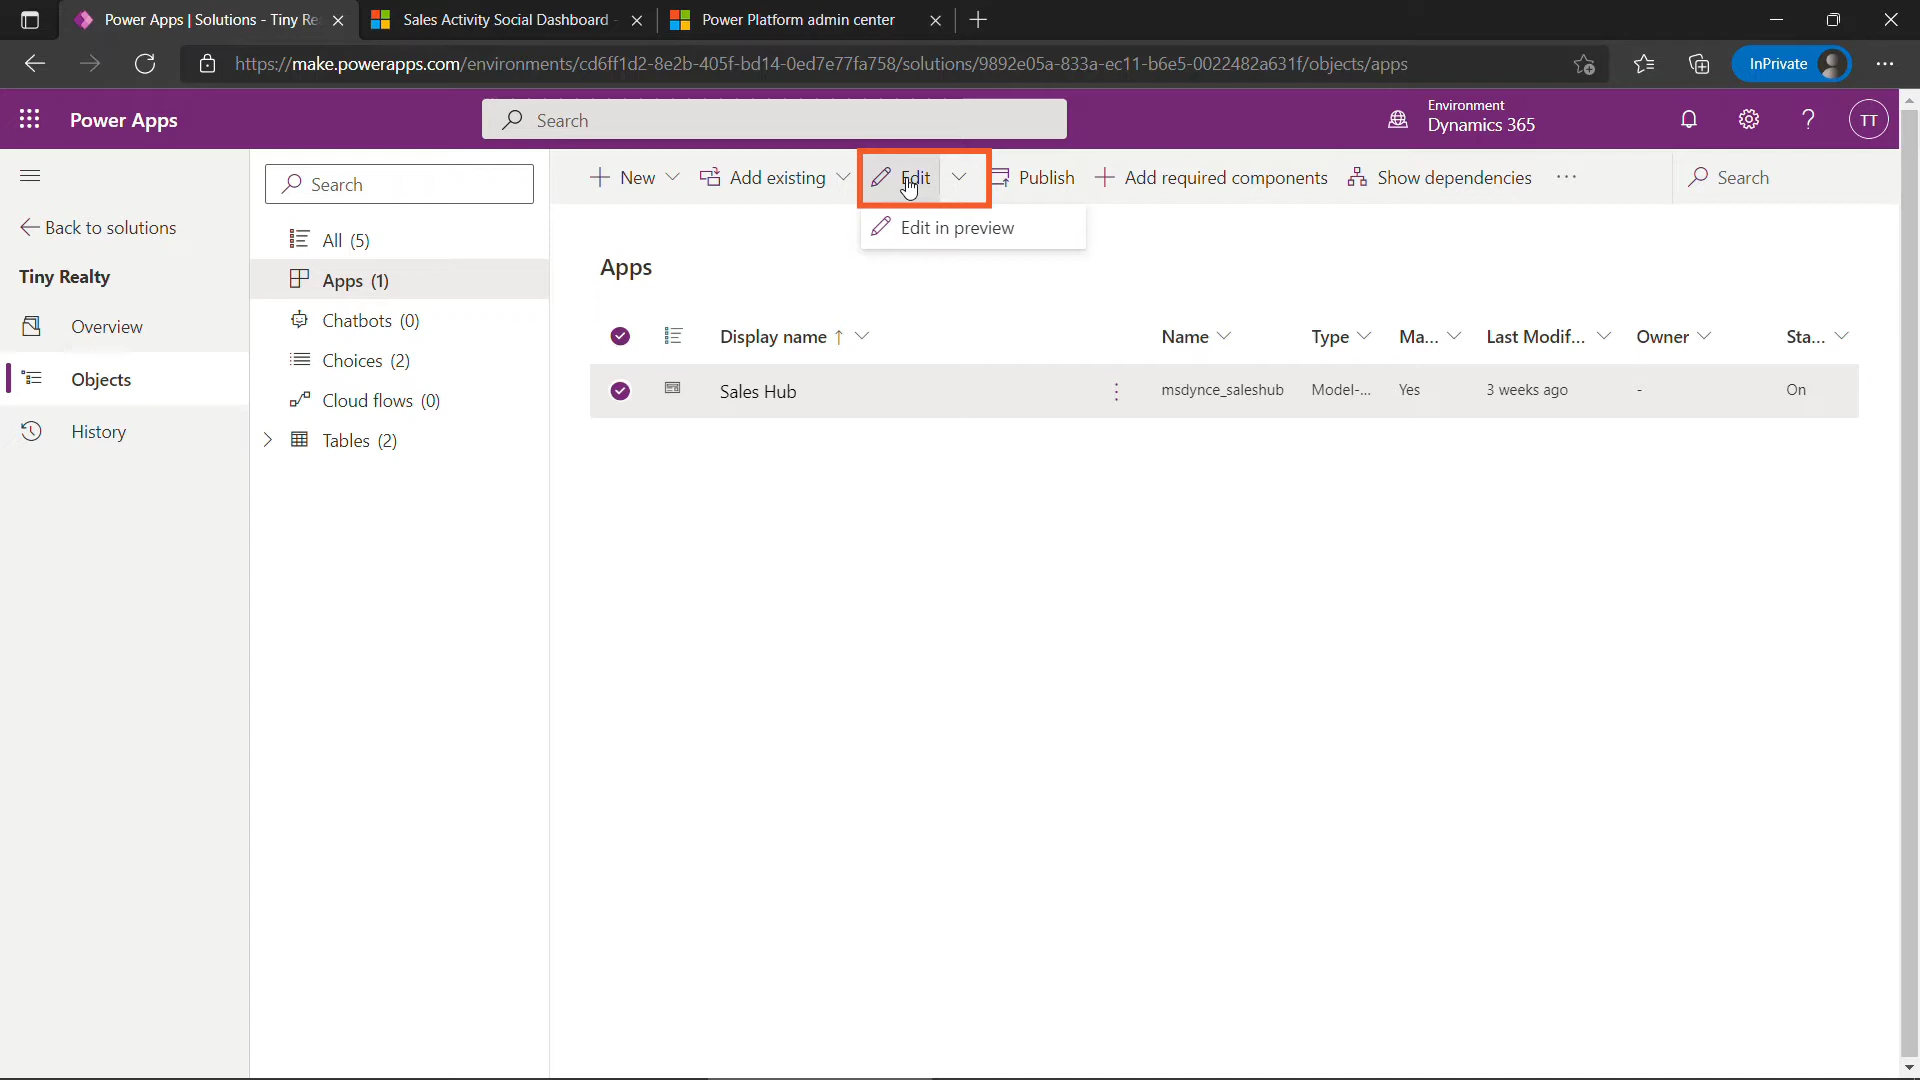 Power Apps | Solutions - Tiny Re
Sales Activity Social Dashboard -
Power Platform admin center
https://make.powerapps.com/environments/cd6ff1d2-8e2b-405f-bd14-0ed7e77fa758/solutions/9892e05a-833a-ec11-b6e5-0022482a631f/objects/apps
InPrivate
Power Apps
Search
Environment
Dynamics 365
TT
Search
New
Add existing
Edit
Publish
Add required components
Show dependencies
Search
Back to solutions
Edit in preview
All (5)
Tiny Realty
Apps (1)
Apps
Overview
Chatbots (0)
Display name
Name
Type
Ma...
Last Modif...
Owner
Sta...
Choices (2)
Objects
Sales Hub
msdynce_saleshub
Model-...
Yes
3 weeks ago
-
On
Cloud flows (0)
History
Tables (2)